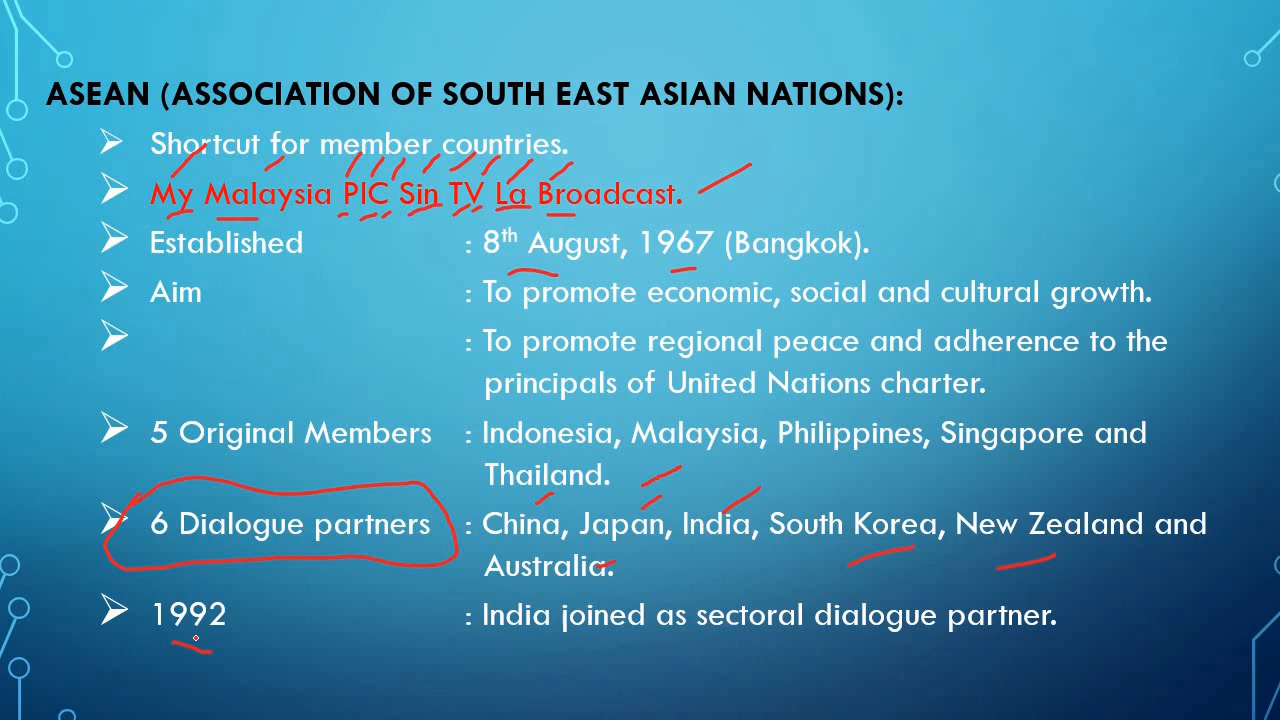 ASEAN (ASSOCIATION OF SOUTH EAST ASIAN NATIONS):
Shortcut for member countries.
My Malaysia PIC Sin TV La Broadcast.
Established : 8th August, 1967 (Bangkok).
Aim : To promote economic, social and cultural growth.
: To promote regional peace and adherence to the
principals of United Nations charter.
5 Original Members : Indonesia, Malaysia, Philippines, Singapore and
Thailand.
6 Dialogue partners : China, Japan, India, South Korea, New Zealand and
Australia.
1992 : India joined as sectoral dialogue partner.